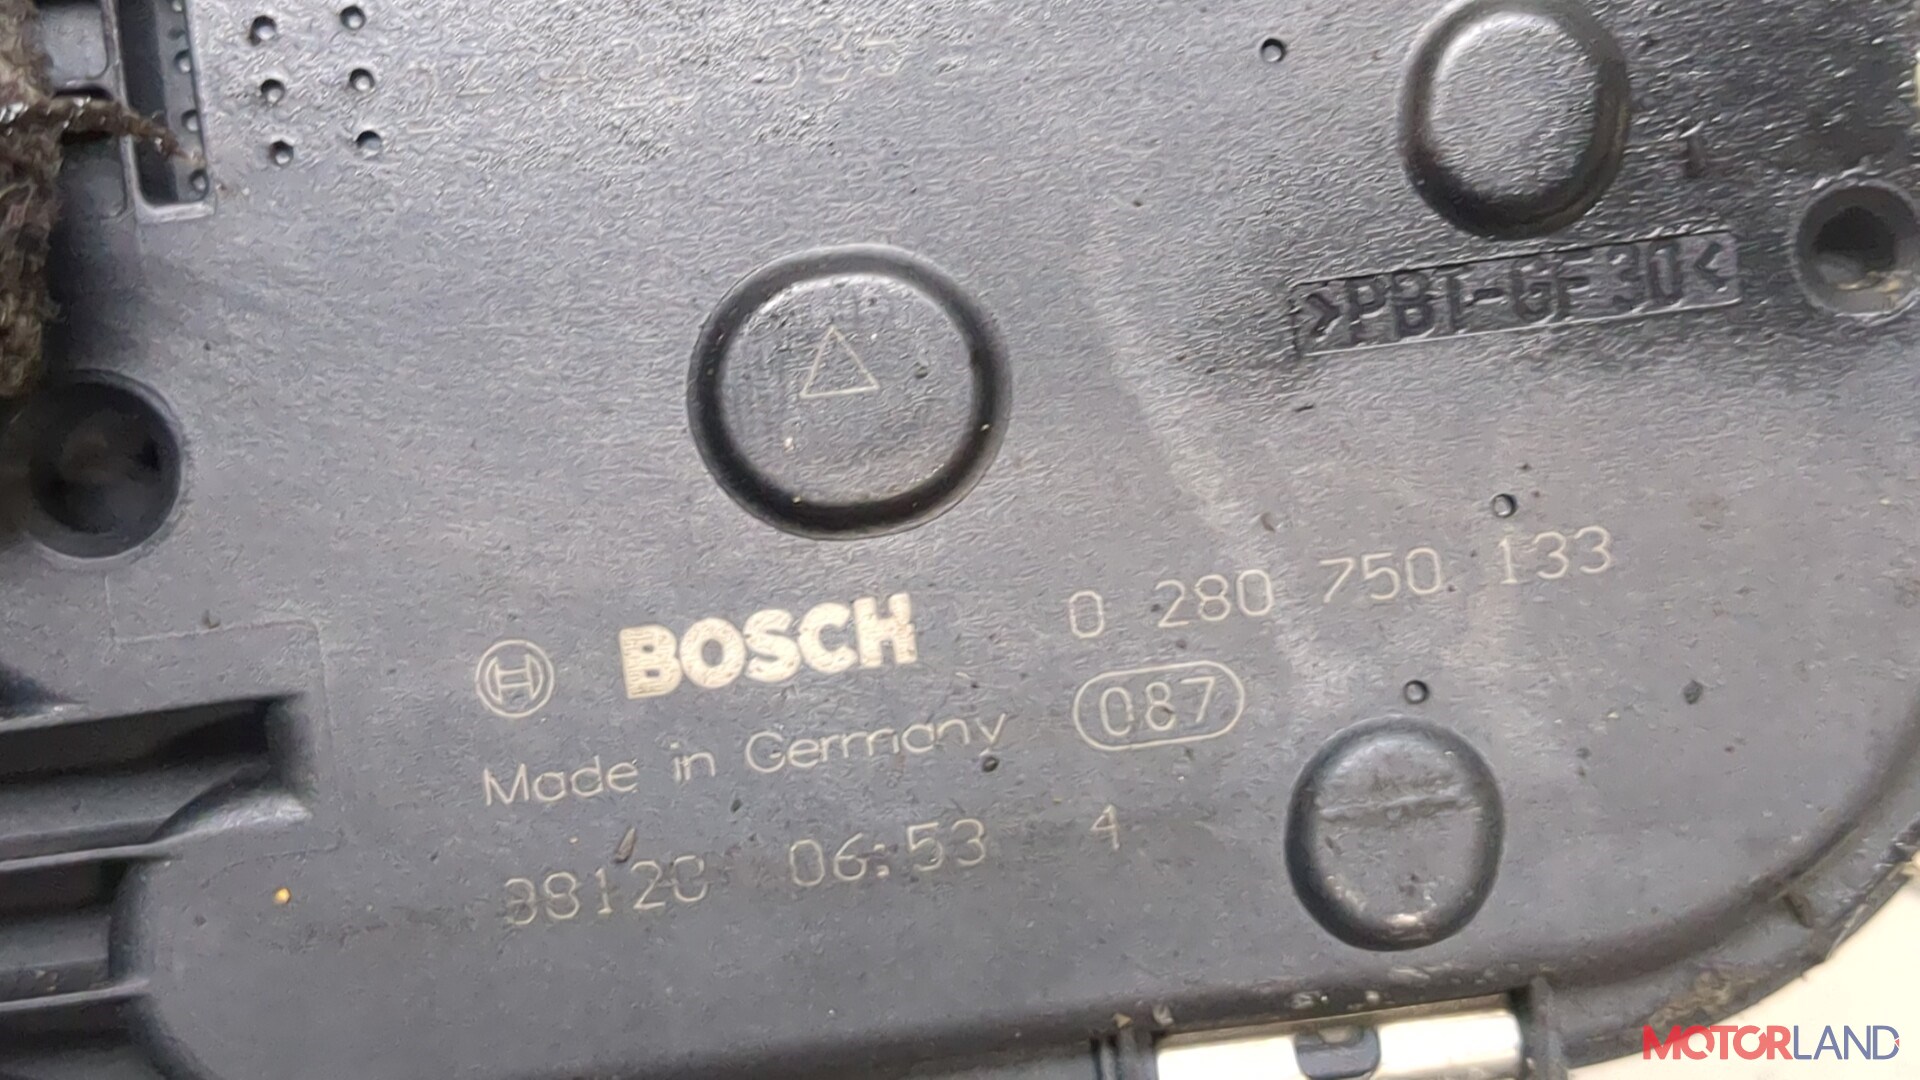 >PBT-GF30<
BOSCH 0 280 750 133
Made in Germany 087
88120 06:53 4
MOTORLAND